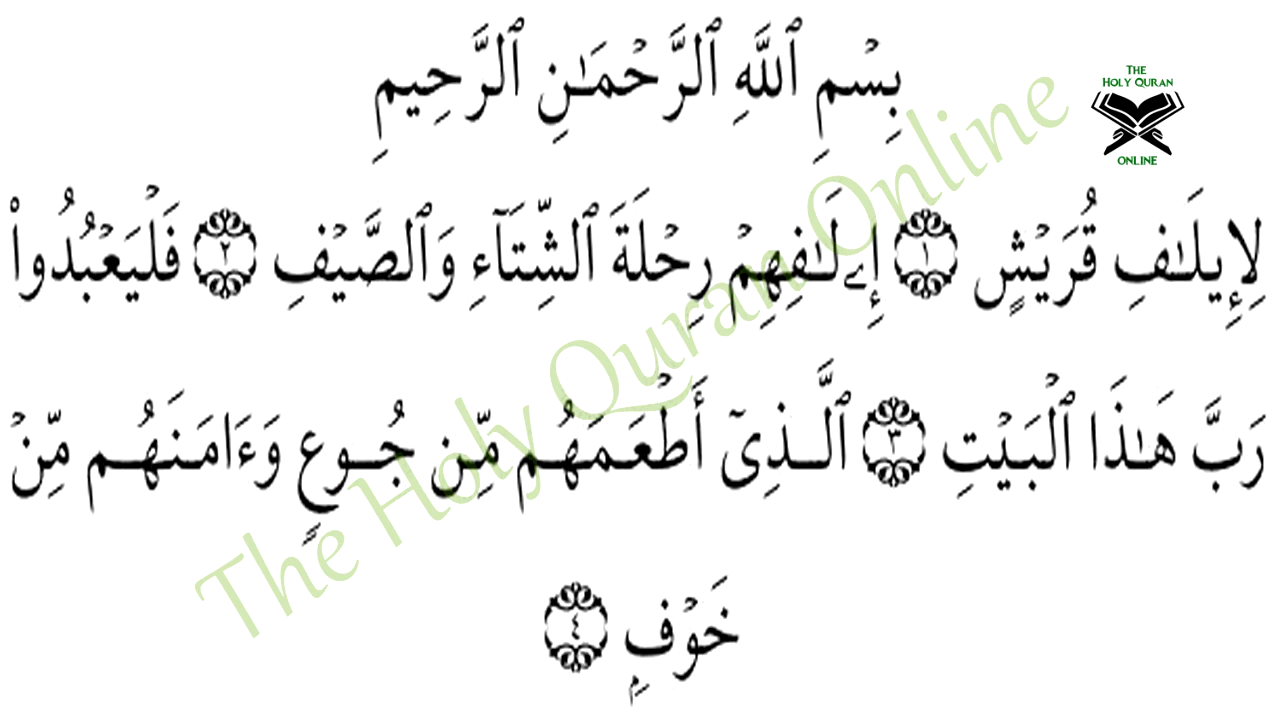 بِسۡمِ ٱللَّهِ ٱلرَّحۡمَـٰنِ ٱلرَّحِيمِ
THE
HOLY QURAN
ONLINE
لِإِيلَـٰفِ قُرَيۡشٍ ١ إِۦلَـٰفِهِمۡ رِحۡلَةَ ٱلشِّتَآءِ وَٱلصَّيۡفِ ٢ فَلۡيَعۡبُدُواْ
رَبَّ هَـٰذَا ٱلۡبَيۡتِ ٣ ٱلَّـذِىٓ أَطۡعَمَهُم مِّن جُوعٍ وَءَامَنَهُم مِّنۡ
خَوۡفِۭ ٤
The Holy Quran Online